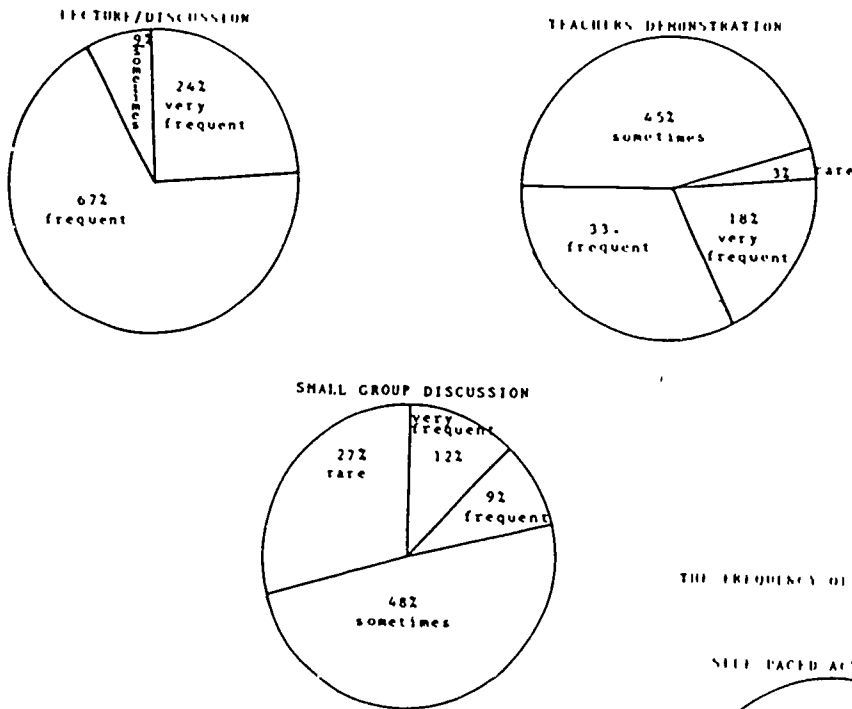 LECTURE/DISCUSSION
9%
sometimes
24%
very
frequent
67%
frequent
TEACHERS DEMONSTRATION
45%
sometimes
3% rare
33.
frequent
18%
very
frequent
SMALL GROUP DISCUSSION
very
frequent
12%
27%
rare
9%
frequent
48%
sometimes
THE FREQUENCY OF
SELF PACED AC